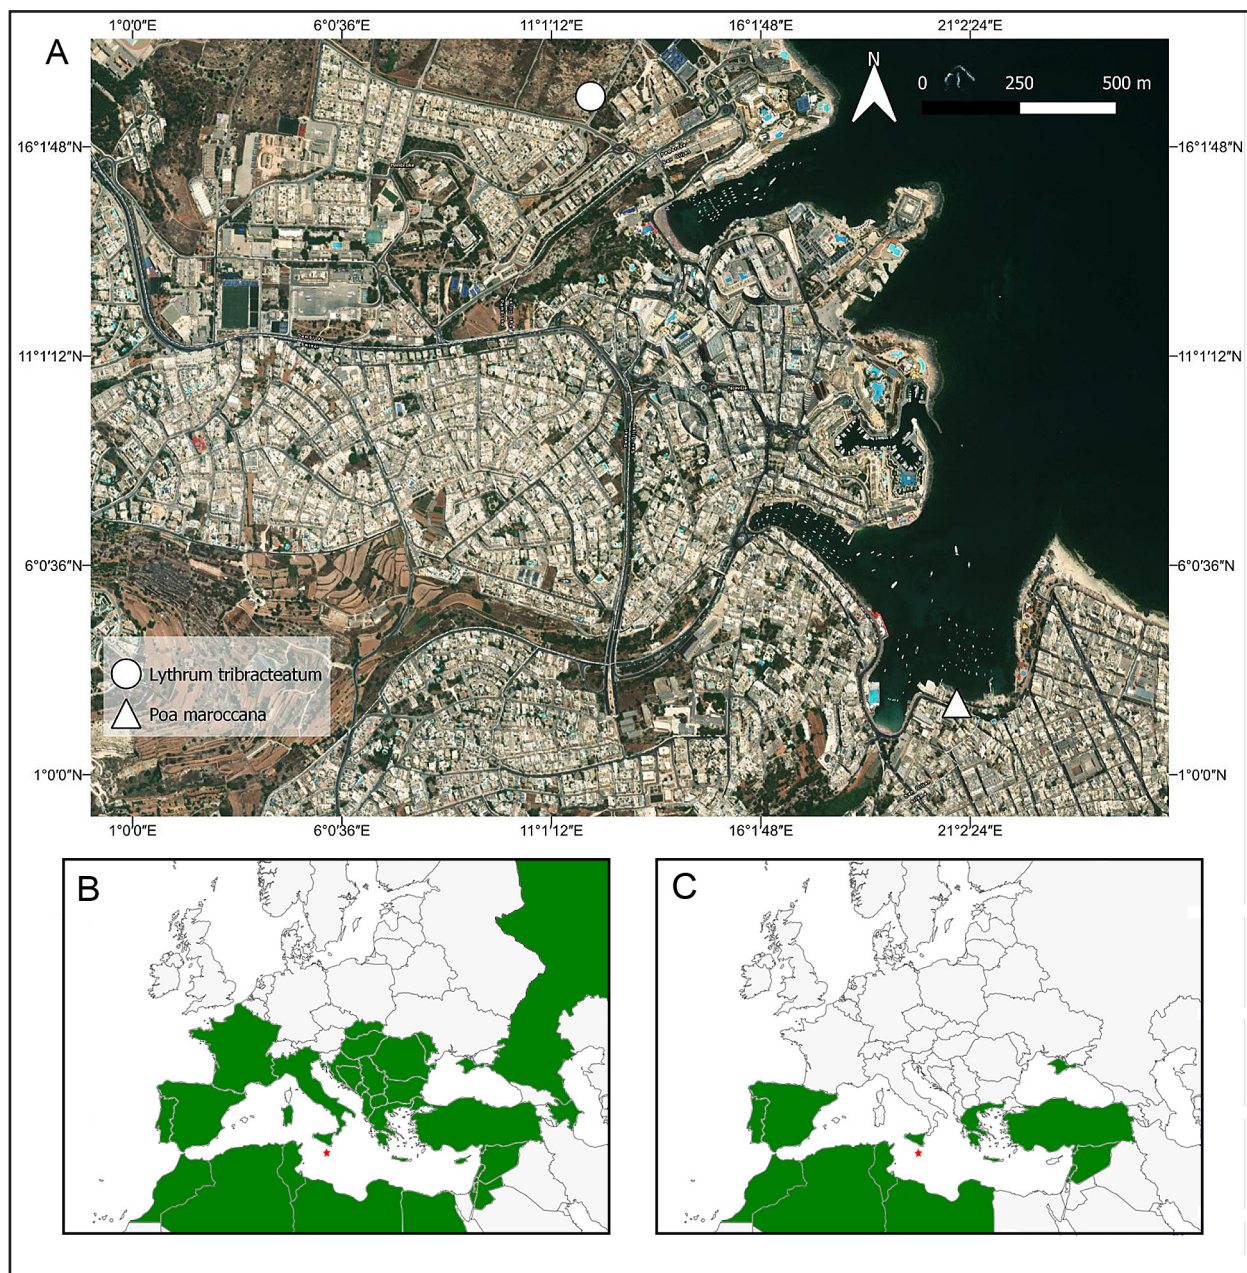 1°0′0″E 6°0′36″E 11°1′12″E 16°1′48″E 21°2′24″E
A
N
0 250 500 m
16°1′48″N 16°1′48″N
Pembroke
11°1′12″N 11°1′12″N
6°0′36″N 6°0′36″N
Lythrum tribracteatum
Poa maroccana
1°0′0″N 1°0′0″N
1°0′0″E 6°0′36″E 11°1′12″E 16°1′48″E 21°2′24″E
B C